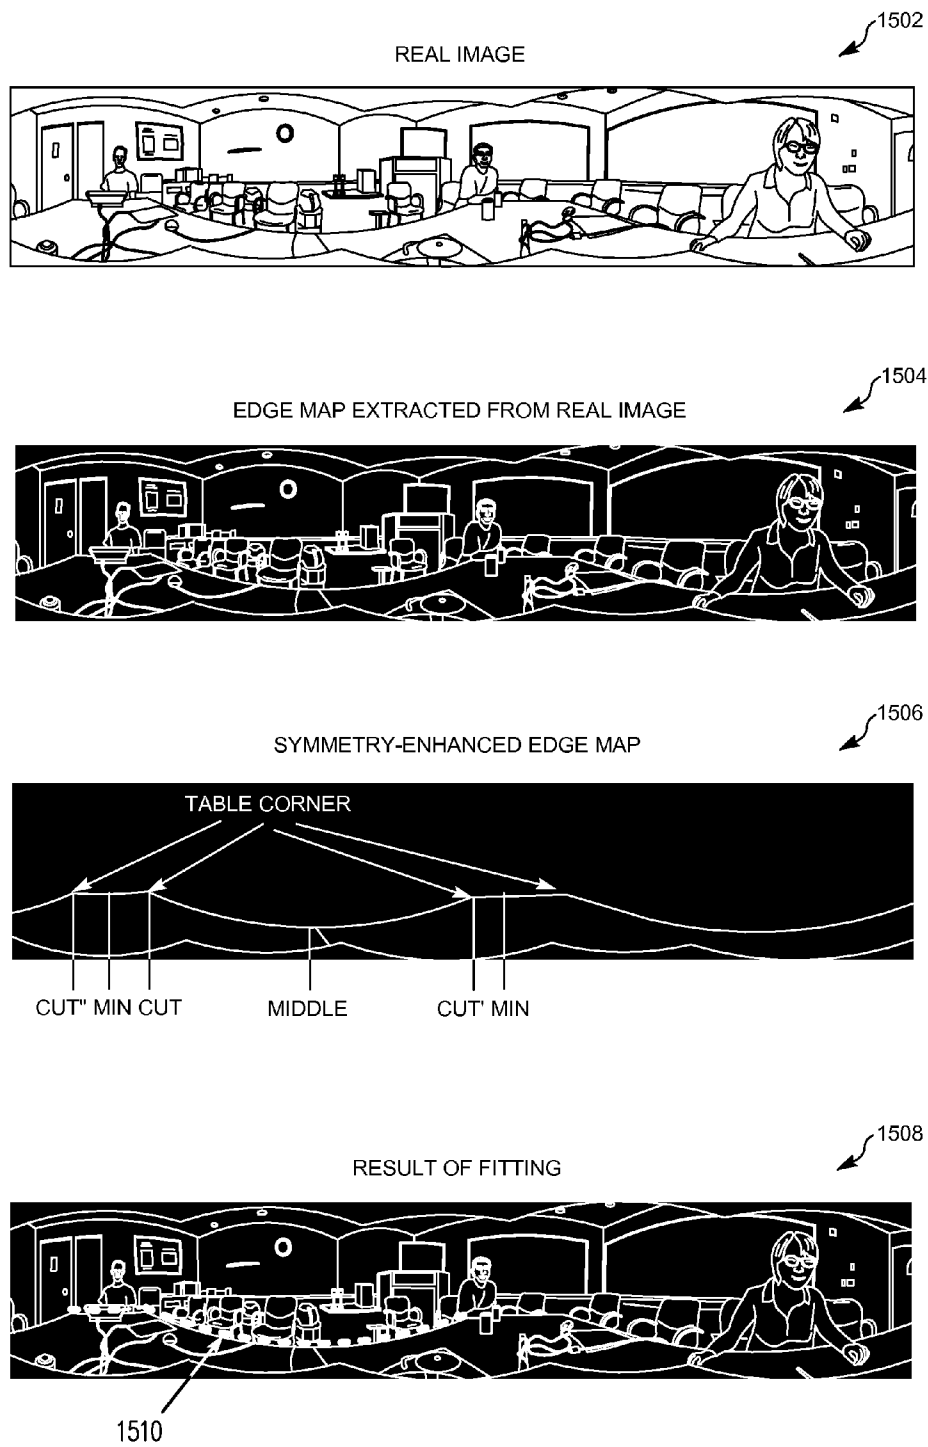 1502
REAL IMAGE
1504
EDGE MAP EXTRACTED FROM REAL IMAGE
1506
SYMMETRY-ENHANCED EDGE MAP
TABLE CORNER
CUT" MIN CUT MIDDLE CUT' MIN
1508
RESULT OF FITTING
1510